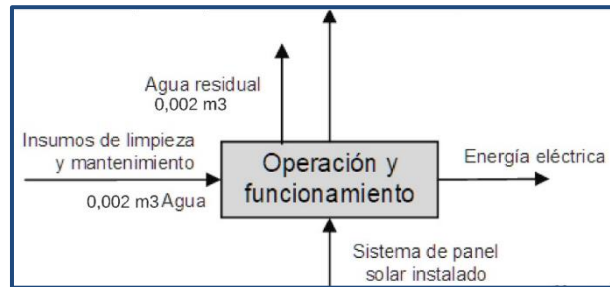 Agua residual
0,002 m3
Insumos de limpieza
y mantenimiento
0,002 m3 Agua
Operación y
funcionamiento
Energía eléctrica
Sistema de panel
solar instalado